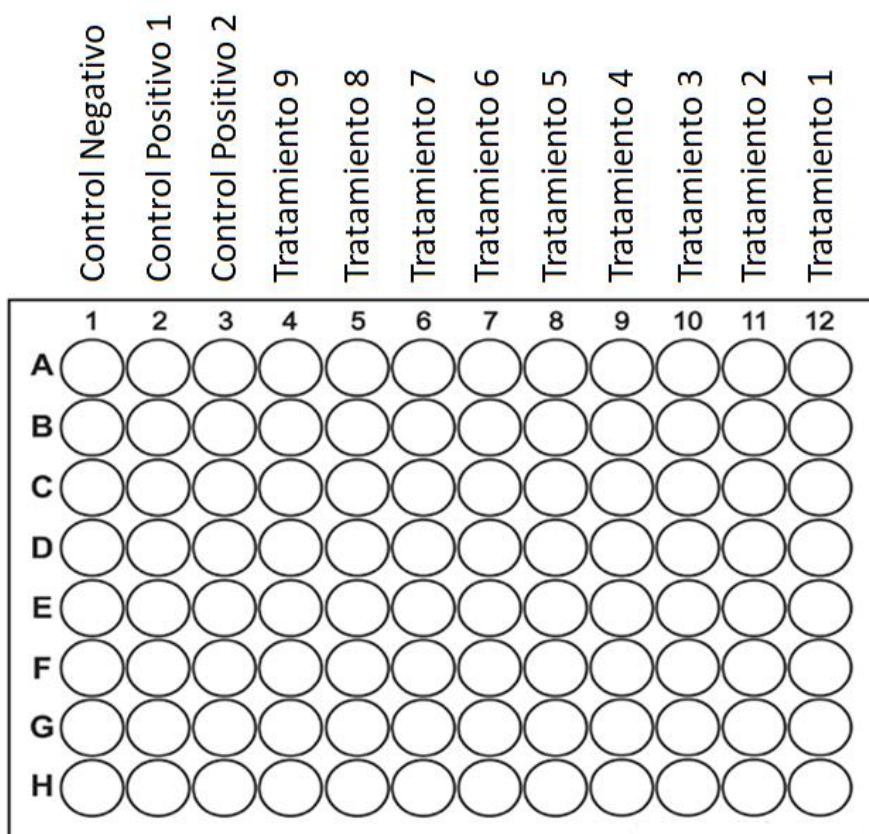 Control Negativo
Control Positivo 1
Control Positivo 2
Tratamiento 9
Tratamiento 8
Tratamiento 7
Tratamiento 6
Tratamiento 5
Tratamiento 4
Tratamiento 3
Tratamiento 2
Tratamiento 1
1 2 3 4 5 6 7 8 9 10 11 12
A
B
C
D
E
F
G
H